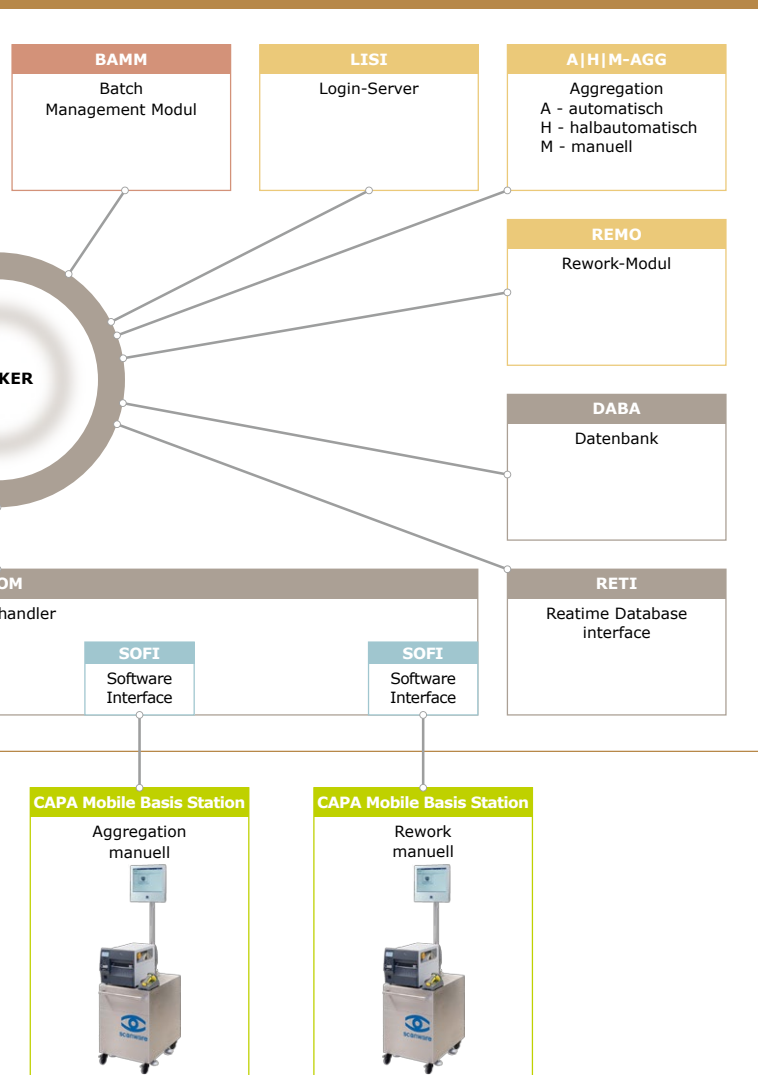 BAMM
Batch
Management Modul
LISI
Login-Server
A|H|M-AGG
Aggregation
A - automatisch
H - halbautomatisch
M - manuell
REMO
Rework-Modul
KER
DABA
Datenbank
OM
handler
SOFI
Software
Interface
SOFI
Software
Interface
RETI
Reatime Database
interface
CAPA Mobile Basis Station
Aggregation
manuell
scanware
CAPA Mobile Basis Station
Rework
manuell
scanware